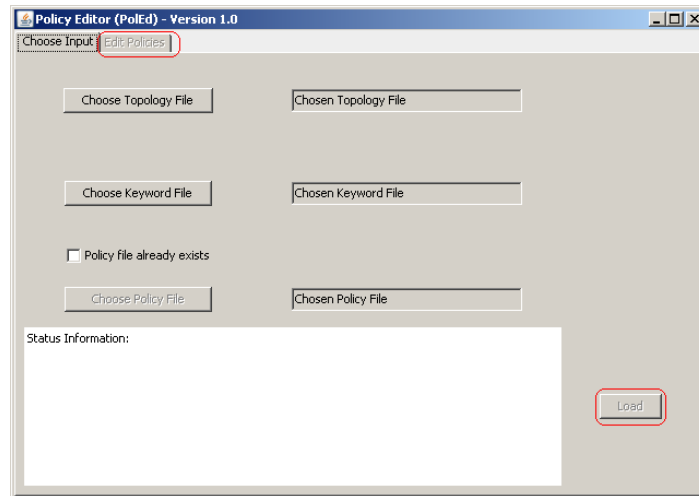 Policy Editor (PolEd) - Version 1.0
Choose Input Edit Policies
Choose Topology File Chosen Topology File
Choose Keyword File Chosen Keyword File
Policy file already exists
Choose Policy File Chosen Policy File
Status Information:
Load